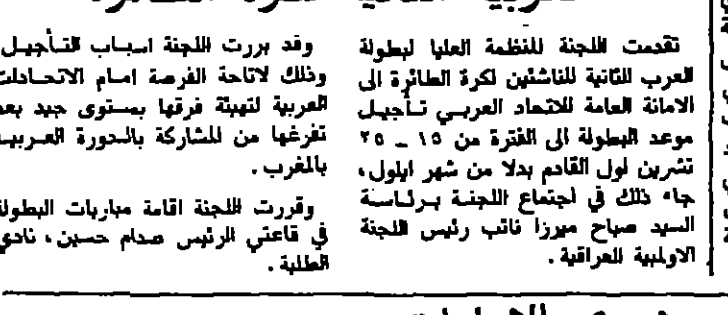 تقدمت اللجنة المنظمة العليا لبطولة
العرب الثانية للناشئين لكرة الطائرة الى
الامانة العامة للاتحاد العربي تأجيل
موعد البطولة الى الفترة من ١٥ ــ ٢٥
تشرين اول القادم بدلا من شهر ايلول،
جاء ذلك في اجتماع اللجنة برئاسة
السيد صباح ميرزا نائب رئيس اللجنة
الاولمبية العراقية.
وقد بررت اللجنة اسباب التأجيل
وذلك لاتاحة الفرصة امام الاتحادات
العربية لتهيئة فرقها بمستوى جيد بعد
تفرغها من المشاركة بالدورة العربية
بالمغرب.
وقررت اللجنة اقامة مباريات البطولة
في قاعتي الرئيس صدام حسين، نادي
الطلبة.